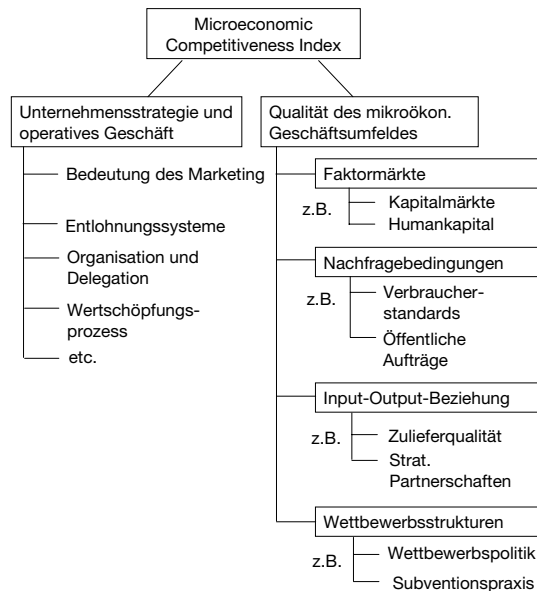 Microeconomic
Competitiveness Index
Unternehmensstrategie und
operatives Geschäft
Bedeutung des Marketing
Entlohnungssysteme
Organisation und
Delegation
Wertschöpfungs-
prozess
etc.
Qualität des mikroökon.
Geschäftsumfeldes
Faktormärkte
z.B.
Kapitalmärkte
Humankapital
Nachfragebedingungen
z.B.
Verbraucher-
standards
Öffentliche
Aufträge
Input-Output-Beziehung
z.B.
Zulieferqualität
Strat.
Partnerschaften
Wettbewerbsstrukturen
z.B.
Wettbewerbspolitik
Subventionspraxis